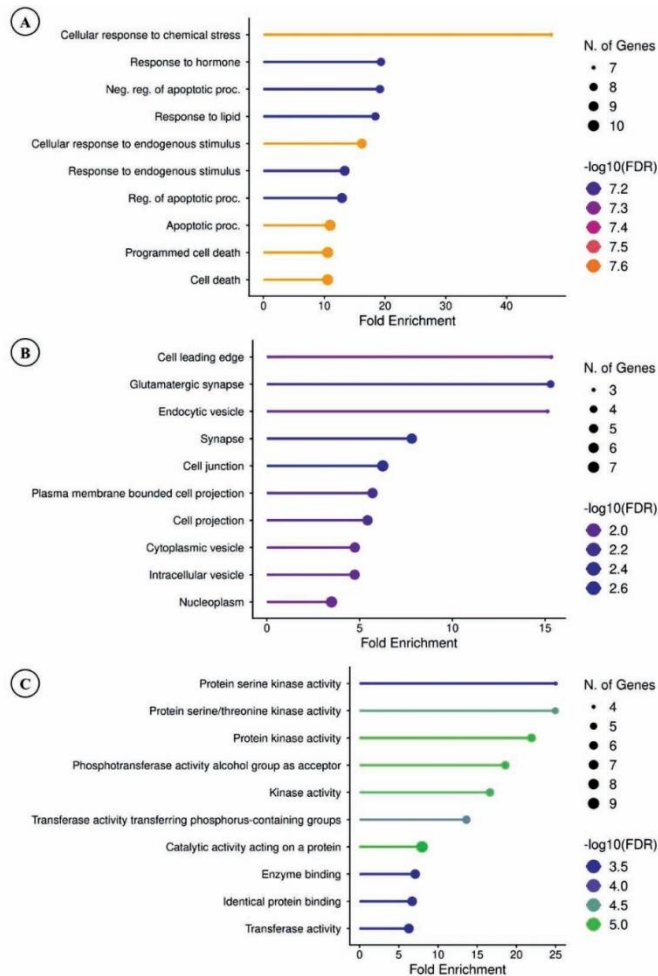 A
Cellular response to chemical stress
Response to hormone
Neg. reg. of apoptotic proc.
Response to lipid
Cellular response to endogenous stimulus
Response to endogenous stimulus
Reg. of apoptotic proc.
Apoptotic proc.
Programmed cell death
Cell death
0 10 20 30 40
Fold Enrichment
N. of Genes
7
8
9
10
-log10(FDR)
7.2
7.3
7.4
7.5
7.6
B
Cell leading edge
Glutamatergic synapse
Endocytic vesicle
Synapse
Cell junction
Plasma membrane bounded cell projection
Cell projection
Cytoplasmic vesicle
Intracellular vesicle
Nucleoplasm
0 5 10 15
Fold Enrichment
N. of Genes
3
4
5
6
7
-log10(FDR)
2.0
2.2
2.4
2.6
C
Protein serine kinase activity
Protein serine/threonine kinase activity
Protein kinase activity
Phosphotransferase activity alcohol group as acceptor
Kinase activity
Transferase activity transferring phosphorus-containing groups
Catalytic activity acting on a protein
Enzyme binding
Identical protein binding
Transferase activity
0 5 10 15 20 25
Fold Enrichment
N. of Genes
4
5
6
7
8
9
-log10(FDR)
3.5
4.0
4.5
5.0